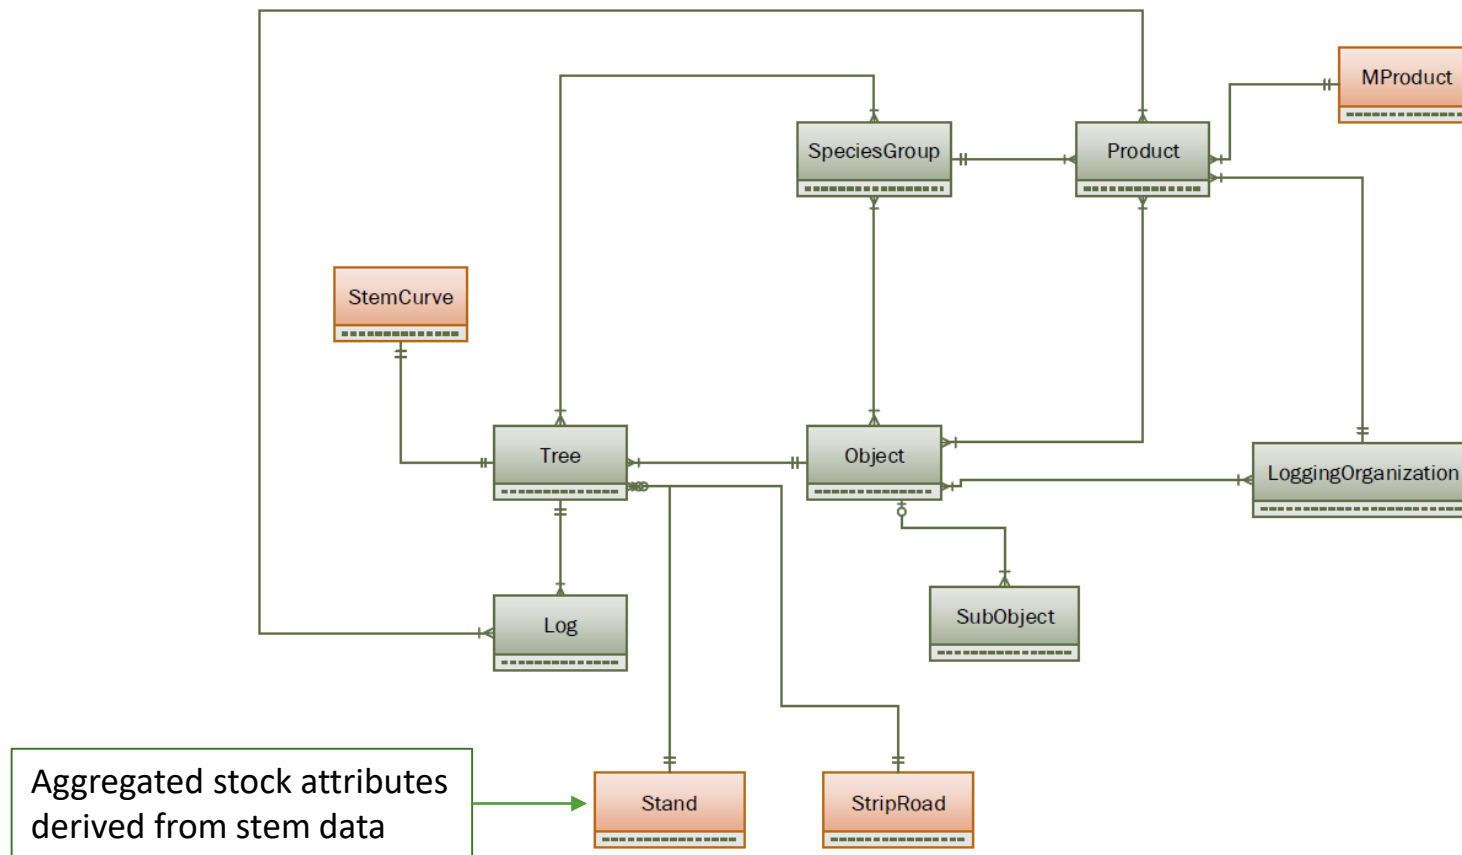 MProduct
SpeciesGroup
Product
StemCurve
Tree
Object
LoggingOrganization
Log
SubObject
Aggregated stock attributes
derived from stem data
Stand
StripRoad